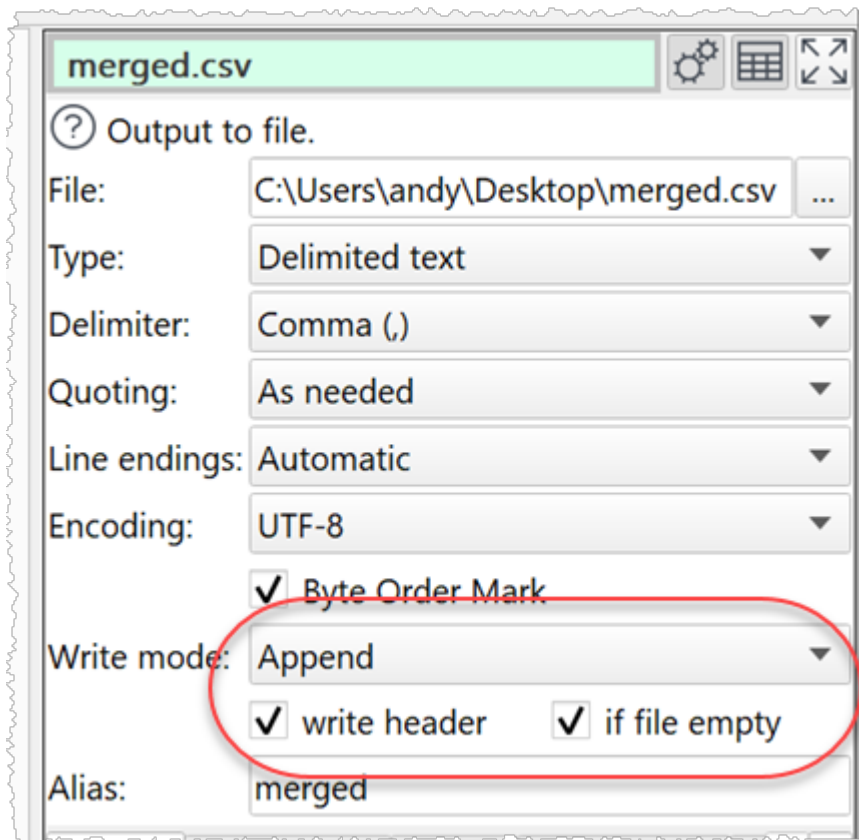 merged.csv
? Output to file.
File: C:\Users\andy\Desktop\merged.csv ...
Type: Delimited text
Delimiter: Comma (,)
Quoting: As needed
Line endings: Automatic
Encoding: UTF-8
Byte Order Mark
Write mode: Append
write header if file empty
Alias: merged